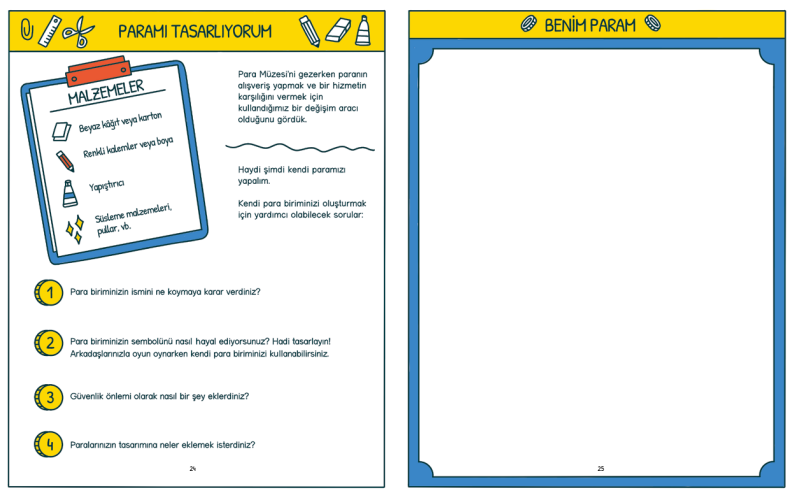 PARAMI TASARLIYORUM
MALZEMELER
Beyaz kâğıt veya karton
Renkli kalemler veya boya
Yapıştırıcı
Süsleme malzemeleri,
pullar, vb.
Para Müzesi'ni gezerken paranın
alışveriş yapmak ve bir hizmetin
karşılığını vermek için
kullandığımız bir değişim aracı
olduğunu gördük.
Haydi şimdi kendi paramızı
yapalım.
Kendi para biriminizi oluşturmak
için yardımcı olabilecek sorular:
1 Para biriminizin ismini ne koymaya karar verdiniz?
2 Para biriminizin sembolünü nasıl hayal ediyorsunuz? Hadi tasarlayın!
Arkadaşlarınızla oyun oynarken kendi para biriminizi kullanabilirsiniz.
3 Güvenlik önlemi olarak nasıl bir şey eklerdiniz?
4 Paralarınızın tasarımına neler eklemek isterdiniz?
24
BENİM PARAM
25